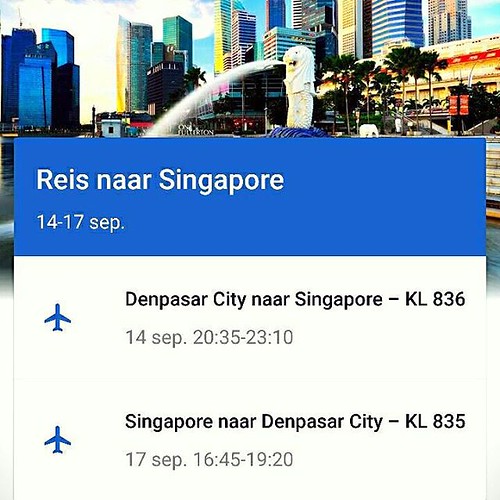 Reis naar Singapore
14-17 sep.
Denpasar City naar Singapore – KL 836
14 sep. 20:35-23:10
Singapore naar Denpasar City – KL 835
17 sep. 16:45-19:20